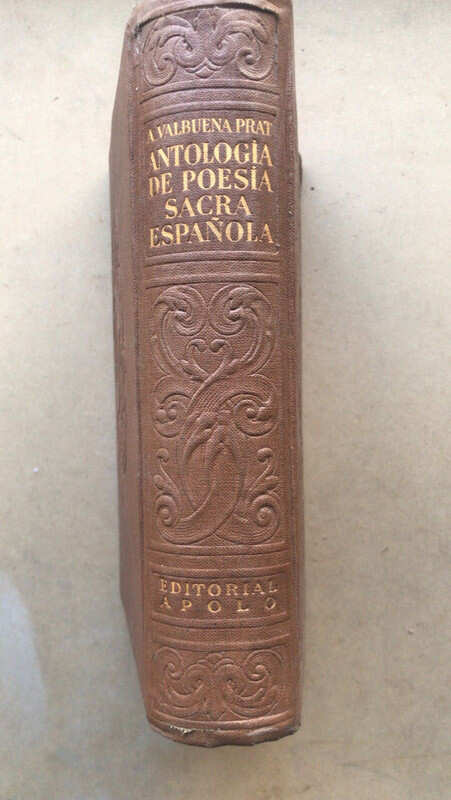 A VALBUENA PRAT
ANTOLOGÍA
DE POESÍA
SACRA
ESPAÑOLA
EDITORIAL
APOLO